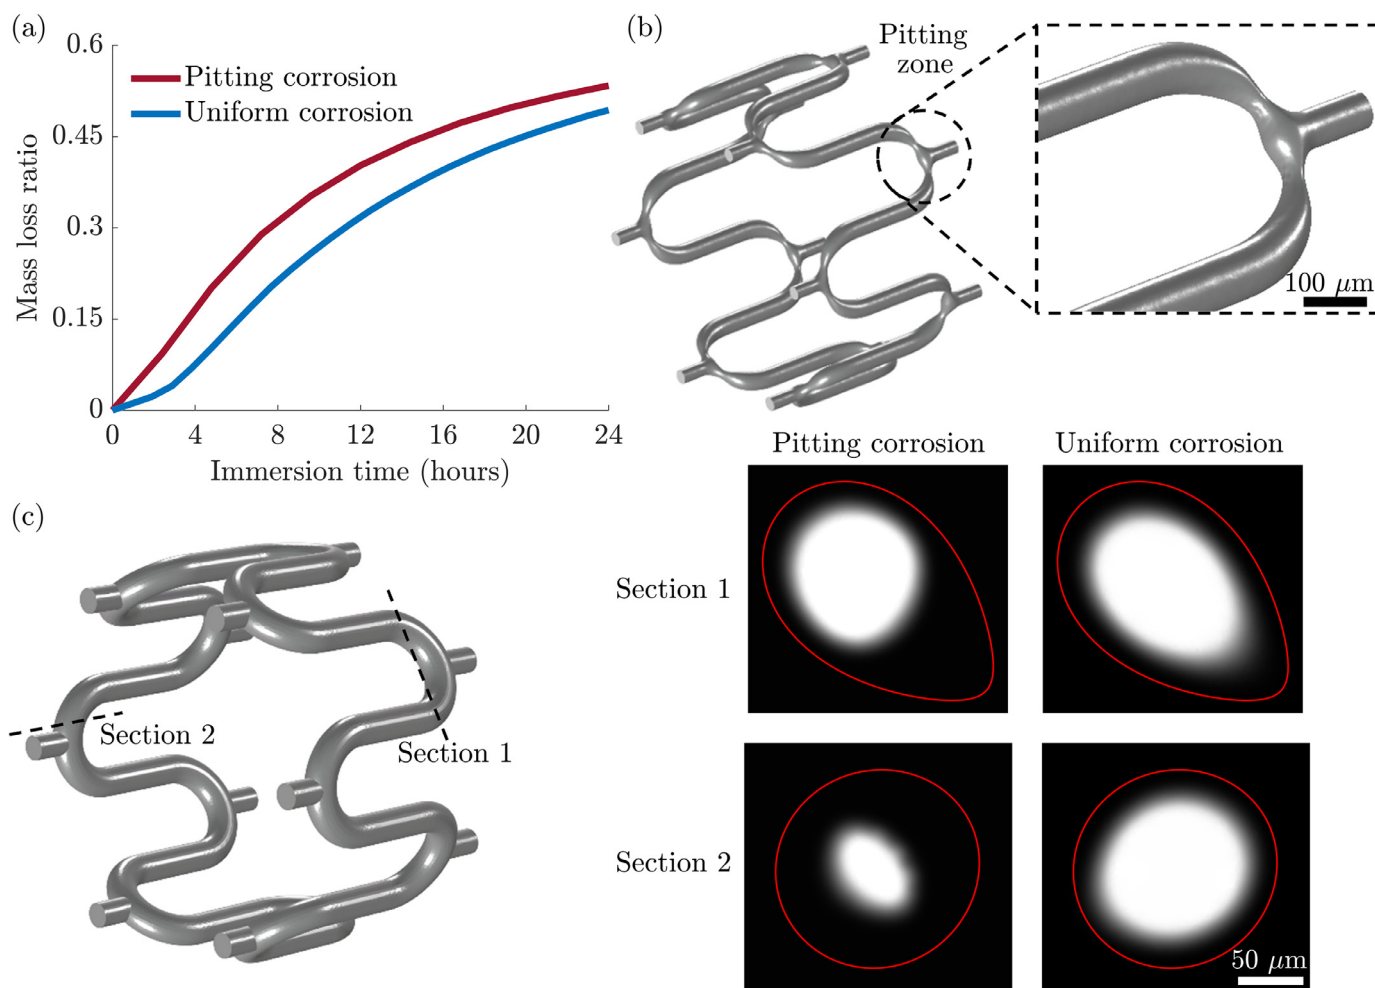 (a)
0.6
0.45
0.3
0.15
0
Mass loss ratio
Pitting corrosion
Uniform corrosion
0 4 8 12 16 20 24
Immersion time (hours)
(b)
Pitting
zone
100 μm
(c)
Section 2
Section 1
Pitting corrosion Uniform corrosion
Section 1
Section 2
50 μm